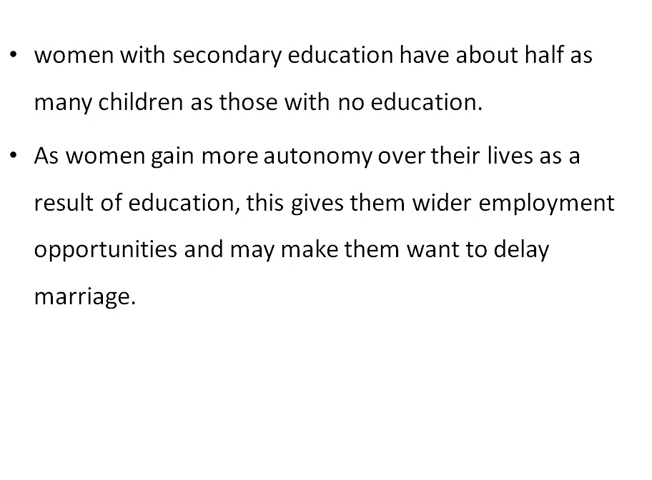 • women with secondary education have about half as
many children as those with no education.
• As women gain more autonomy over their lives as a
result of education, this gives them wider employment
opportunities and may make them want to delay
marriage.